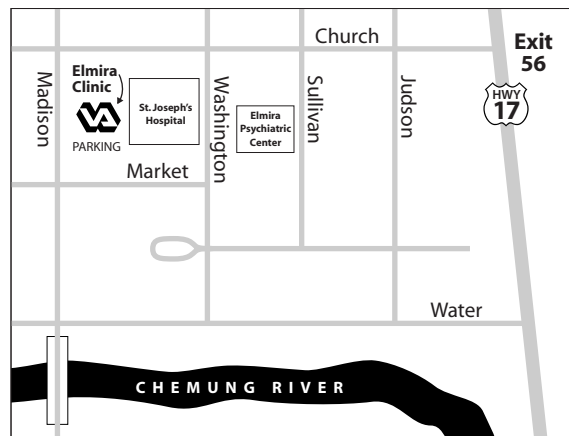 Church
Exit
56
Madison
Elmira
Clinic
VA
PARKING
St. Joseph's
Hospital
Washington
Elmira
Psychiatric
Center
Sullivan
Judson
HWY
17
Market
Water
CHEMUNG RIVER